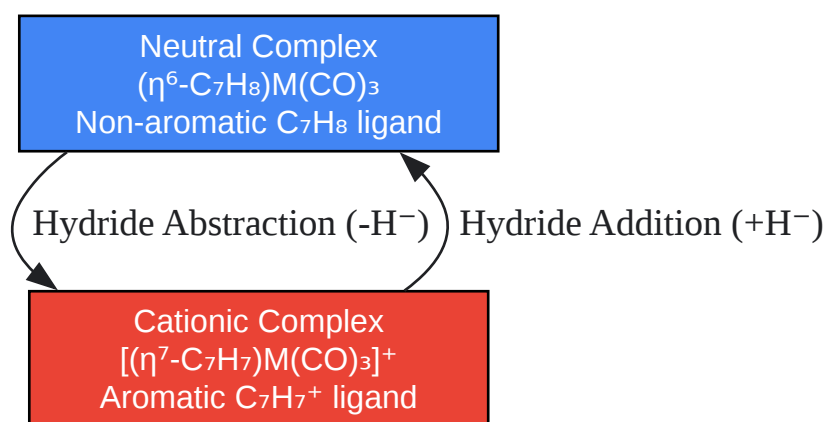 Neutral Complex
(η⁶-C₇H₈)M(CO)₃
Non-aromatic C₇H₈ ligand
Hydride Abstraction (-H⁻)
Hydride Addition (+H⁻)
Cationic Complex
[(η⁷-C₇H₇)M(CO)₃]⁺
Aromatic C₇H₇⁺ ligand